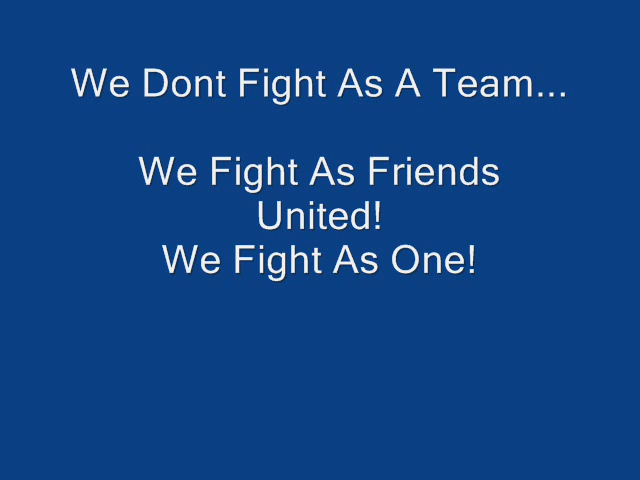 We Dont Fight As A Team...
We Fight As Friends
United!
We Fight As One!